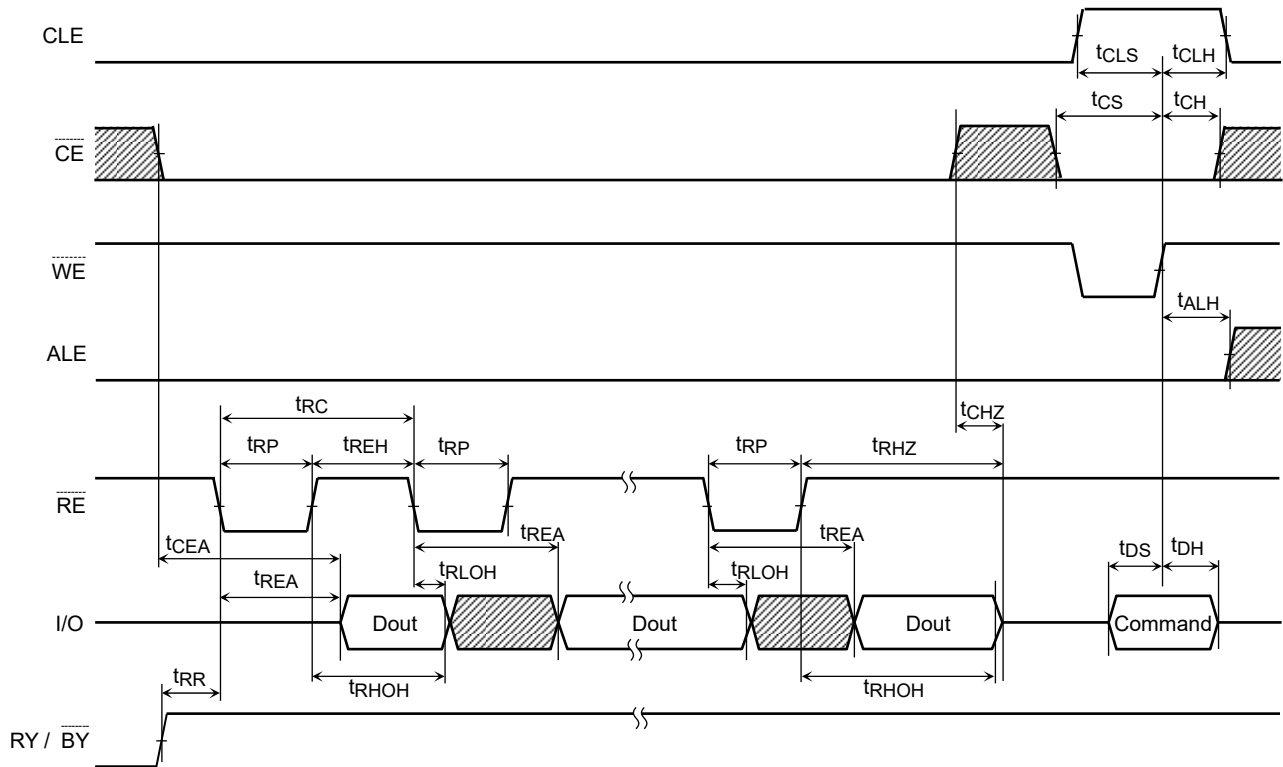 CLE
tCLS tCLH
tCS tCH
CE
WE
tALH
ALE
tRC
tCHZ
tRP tREH tRP tRP tRHZ
RE
tREA tREA
tCEA
tDS tDH
tRLOH tRLOH
tREA
I/O Dout Dout Dout Command
tRR
tRHOH tRHOH
RY / BY